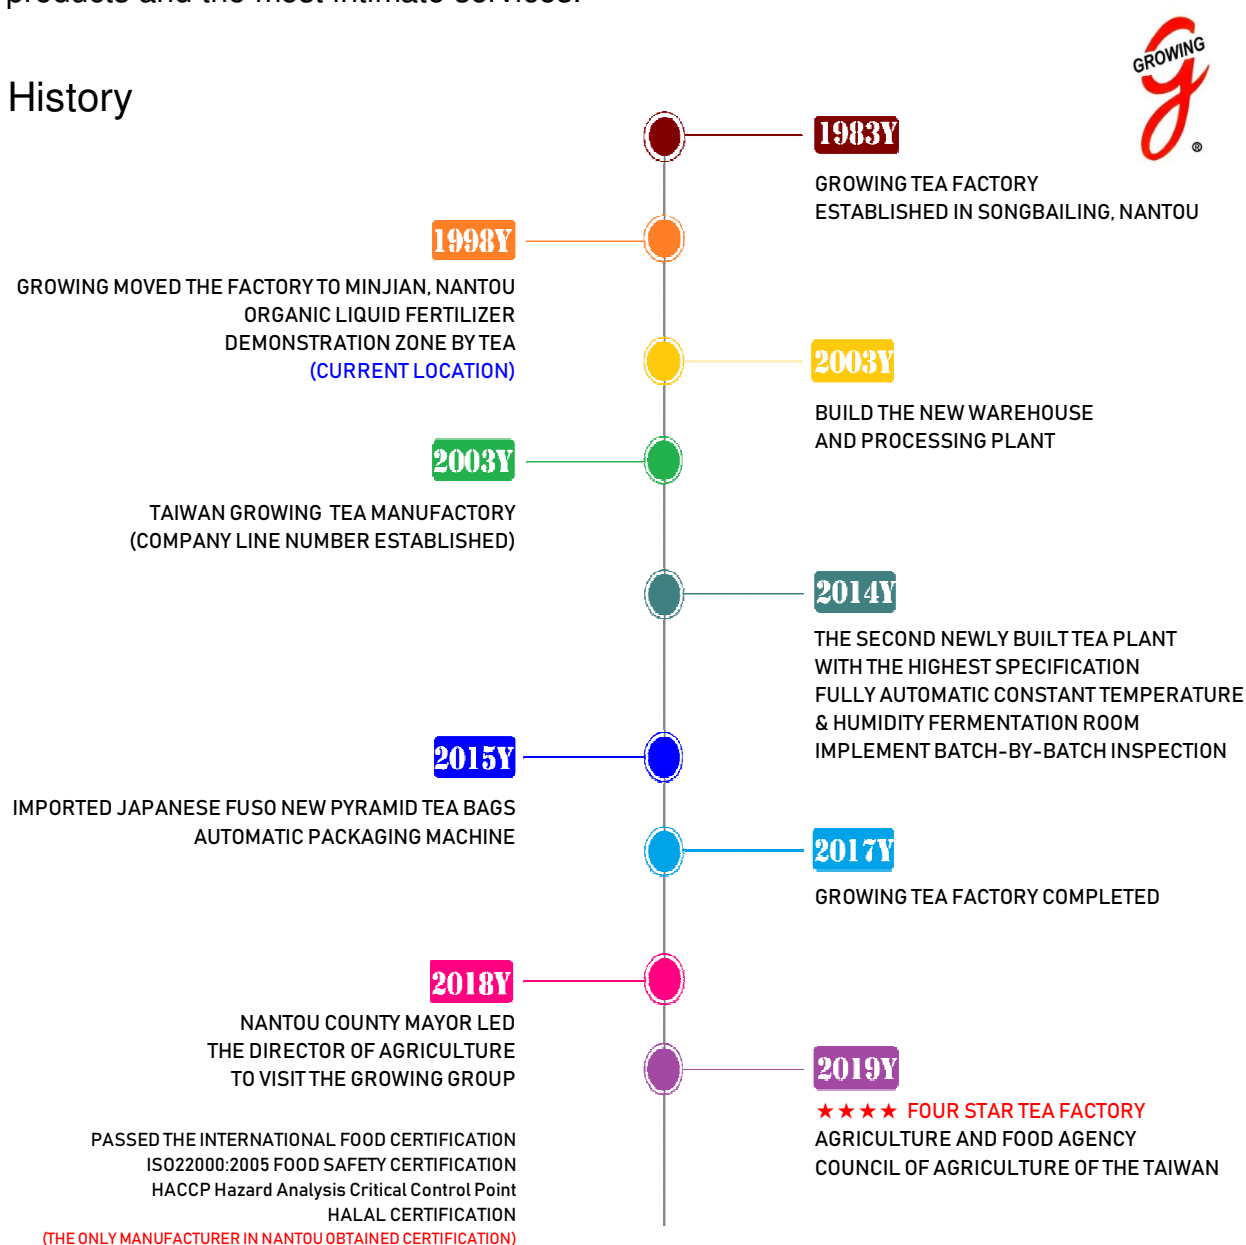 products and the most intimate services.
GROWING
®
History
1983Y
GROWING TEA FACTORY
ESTABLISHED IN SONGBAILING, NANTOU
1998Y
GROWING MOVED THE FACTORY TO MINJIAN, NANTOU
ORGANIC LIQUID FERTILIZER
DEMONSTRATION ZONE BY TEA
(CURRENT LOCATION)
2003Y
BUILD THE NEW WAREHOUSE
AND PROCESSING PLANT
2003Y
TAIWAN GROWING TEA MANUFACTORY
(COMPANY LINE NUMBER ESTABLISHED)
2014Y
THE SECOND NEWLY BUILT TEA PLANT
WITH THE HIGHEST SPECIFICATION
FULLY AUTOMATIC CONSTANT TEMPERATURE
& HUMIDITY FERMENTATION ROOM
IMPLEMENT BATCH-BY-BATCH INSPECTION
2015Y
IMPORTED JAPANESE FUSO NEW PYRAMID TEA BAGS
AUTOMATIC PACKAGING MACHINE
2017Y
GROWING TEA FACTORY COMPLETED
2018Y
NANTOU COUNTY MAYOR LED
THE DIRECTOR OF AGRICULTURE
TO VISIT THE GROWING GROUP
PASSED THE INTERNATIONAL FOOD CERTIFICATION
ISO22000:2005 FOOD SAFETY CERTIFICATION
HACCP Hazard Analysis Critical Control Point
HALAL CERTIFICATION
(THE ONLY MANUFACTURER IN NANTOU OBTAINED CERTIFICATION)
2019Y
★★★★ FOUR STAR TEA FACTORY
AGRICULTURE AND FOOD AGENCY
COUNCIL OF AGRICULTURE OF THE TAIWAN